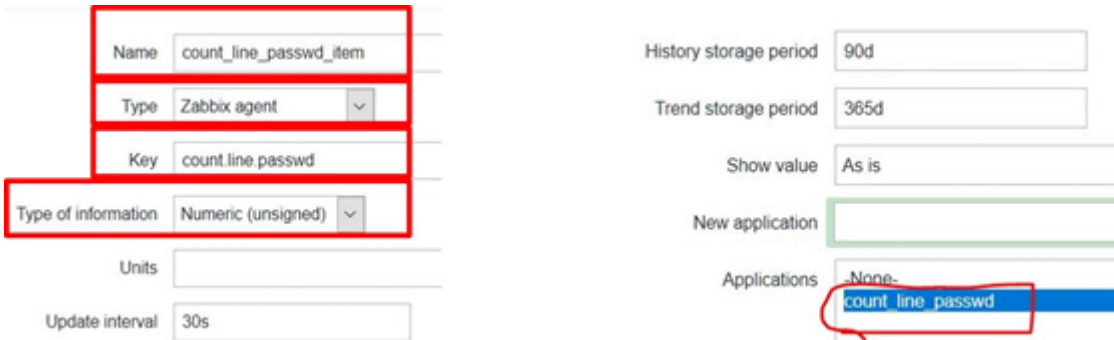 Name count_line_passwd_item
Type Zabbix agent
Key count.line.passwd
Type of information Numeric (unsigned)
Units
Update interval 30s
History storage period 90d
Trend storage period 365d
Show value As is
New application
Applications -None-
count_line_passwd